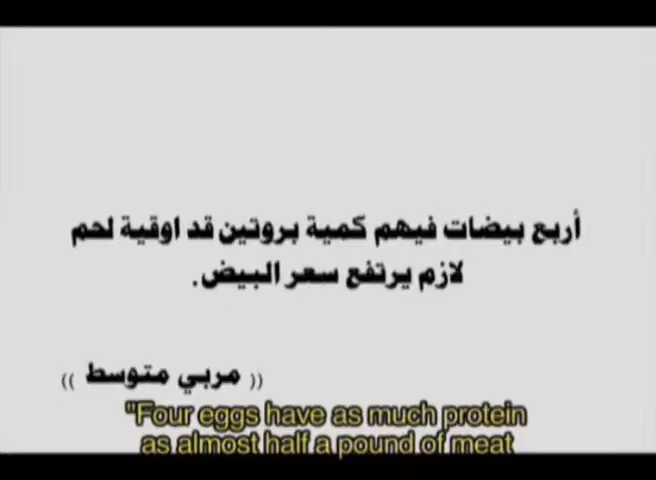 أربع بيضات فيهم كمية بروتين قد اوقية لحم
لازم يرتفع سعر البيض.
(( مربي متوسط ))
"Four eggs have as much protein
as almost half a pound of meat